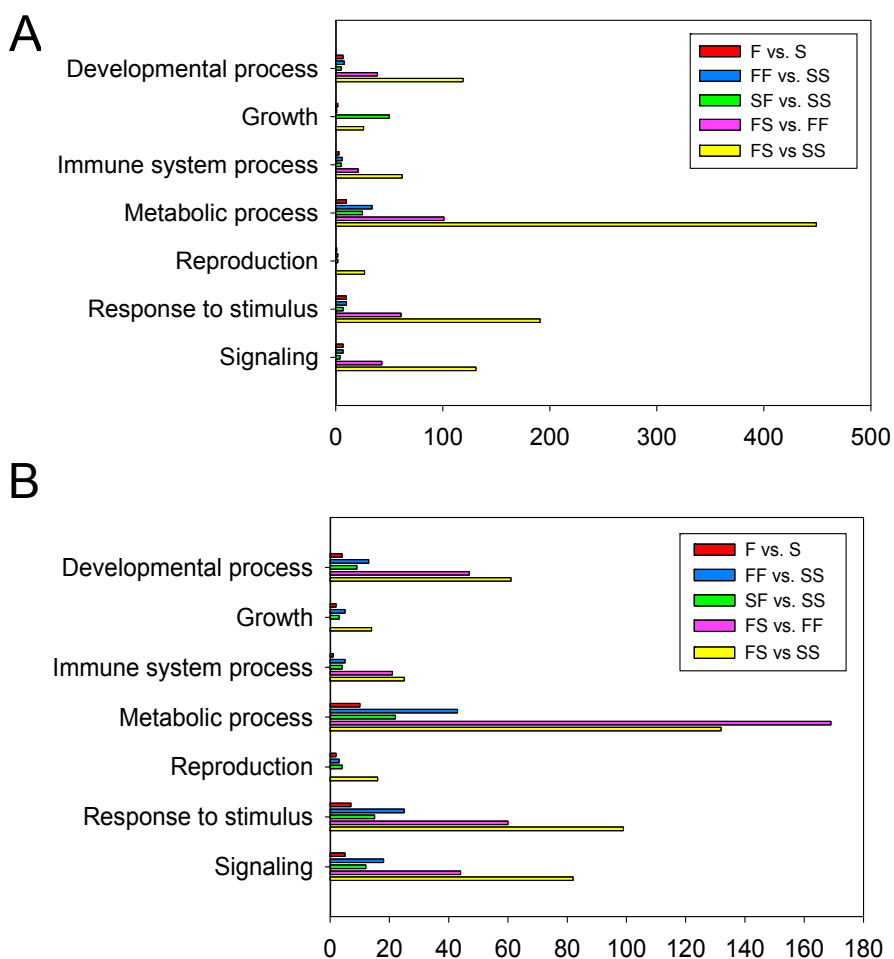 A
F vs. S
FF vs. SS
SF vs. SS
FS vs. FF
FS vs SS
Developmental process
Growth
Immune system process
Metabolic process
Reproduction
Response to stimulus
Signaling
0 100 200 300 400 500
B
F vs. S
FF vs. SS
SF vs. SS
FS vs. FF
FS vs SS
Developmental process
Growth
Immune system process
Metabolic process
Reproduction
Response to stimulus
Signaling
0 20 40 60 80 100 120 140 160 180